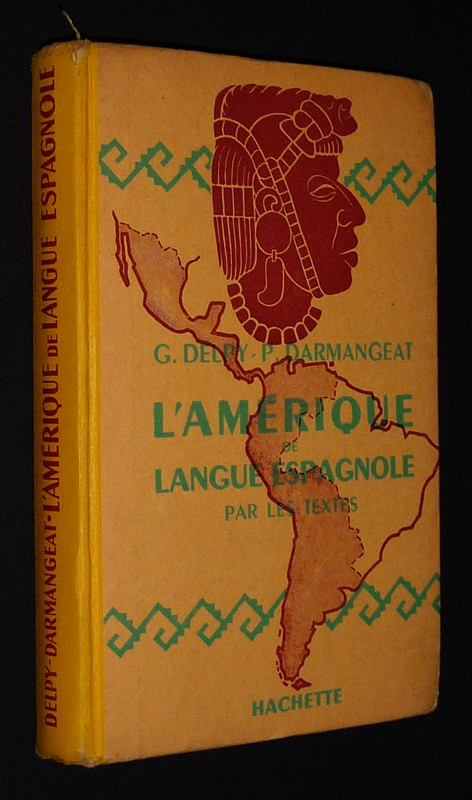 DELPY-DARMANGEAT-L'AMÉRIQUE DE LANGUE ESPAGNOLE
G. DELPY-P. DARMANGEAT
L'AMÉRIQUE
DE
LANGUE ESPAGNOLE
PAR LES TEXTES
HACHETTE